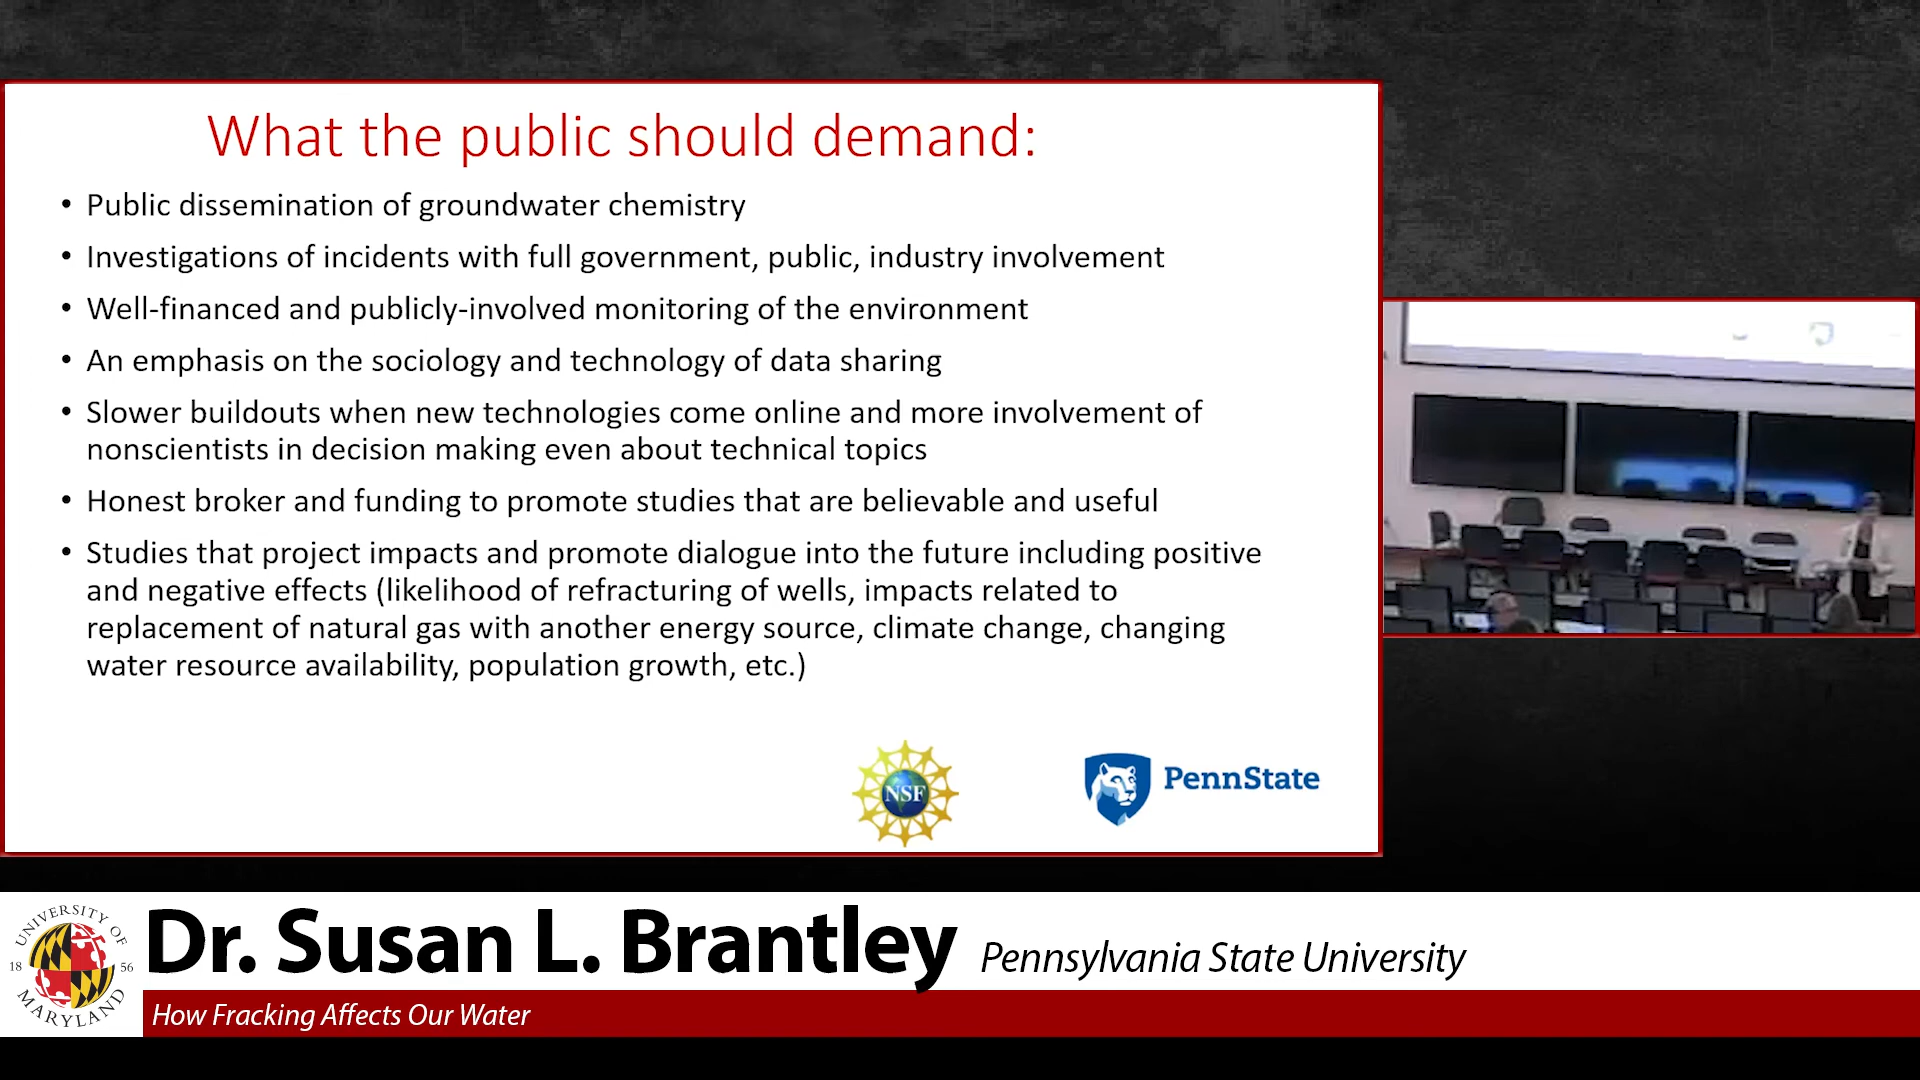 What the public should demand:
• Public dissemination of groundwater chemistry
• Investigations of incidents with full government, public, industry involvement
• Well-financed and publicly-involved monitoring of the environment
• An emphasis on the sociology and technology of data sharing
• Slower buildouts when new technologies come online and more involvement of
nonscientists in decision making even about technical topics
• Honest broker and funding to promote studies that are believable and useful
• Studies that project impacts and promote dialogue into the future including positive
and negative effects (likelihood of refracturing of wells, impacts related to
replacement of natural gas with another energy source, climate change, changing
water resource availability, population growth, etc.)
NSF
PennState
UNIVERSITY OF
18 56
MARYLAND
Dr. Susan L. Brantley Pennsylvania State University
How Fracking Affects Our Water